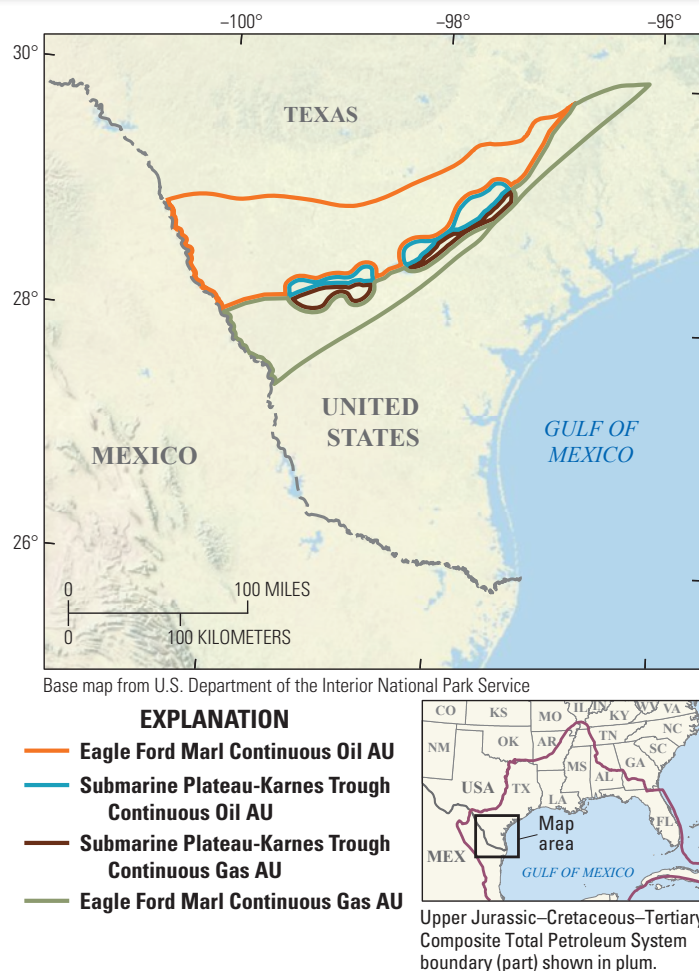 −100°
−98°
−96°
30°
TEXAS
28°
UNITED
STATES
GULF OF
MEXICO
MEXICO
26°
0
100 MILES
0
100 KILOMETERS
Base map from U.S. Department of the Interior National Park Service
EXPLANATION
Eagle Ford Marl Continuous Oil AU
Submarine Plateau-Karnes Trough
Continuous Oil AU
Submarine Plateau-Karnes Trough
Continuous Gas AU
Eagle Ford Marl Continuous Gas AU
CO
KS
MO
IL
IN
KY
WV
VA
NM
OK
AR
TN
NC
SC
MS
AL
GA
USA
TX
LA
FL
Map
area
MEX
GULF OF MEXICO
Upper Jurassic–Cretaceous–Tertiary
Composite Total Petroleum System
boundary (part) shown in plum.